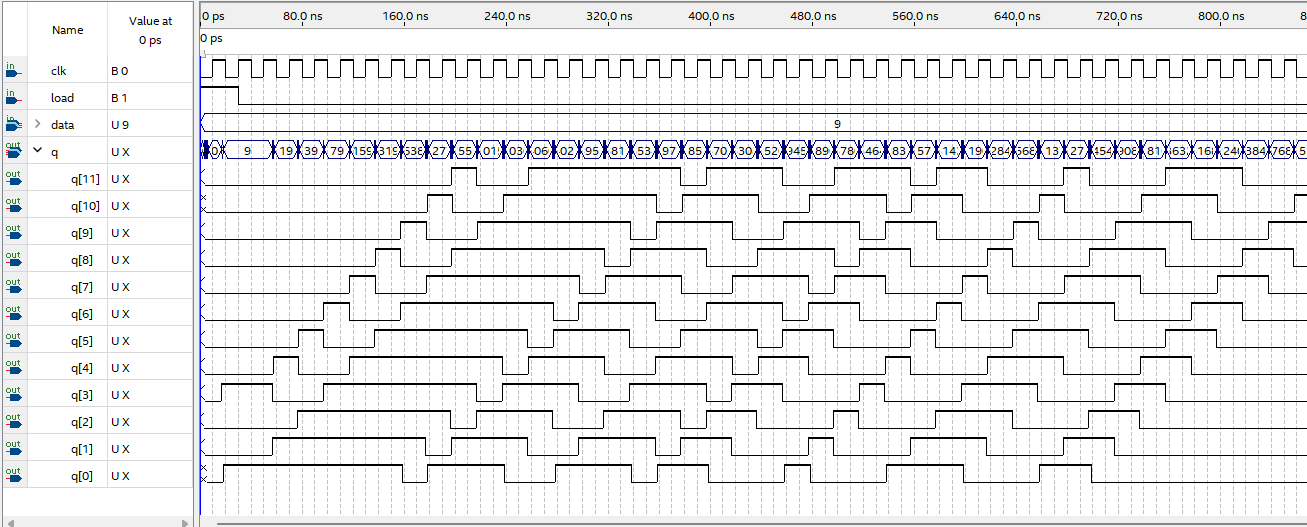 Name
Value at
0 ps
0 ps 80.0 ns 160.0 ns 240.0 ns 320.0 ns 400.0 ns 480.0 ns 560.0 ns 640.0 ns 720.0 ns 800.0 ns 8
0 ps
in clk B 0
in load B 1
in > data U 9 9
out q U X 0 9 19 39 79 159 319 638 27 55 01 03 06 02 95 81 53 97 85 70 30 52 945 89 78 46 83 57 14 19 284 568 13 27 454 908 81 63 16 24 384 768 5
out q[11] U X
out q[10] U X
out q[9] U X
out q[8] U X
out q[7] U X
out q[6] U X
out q[5] U X
out q[4] U X
out q[3] U X
out q[2] U X
out q[1] U X
out q[0] U X